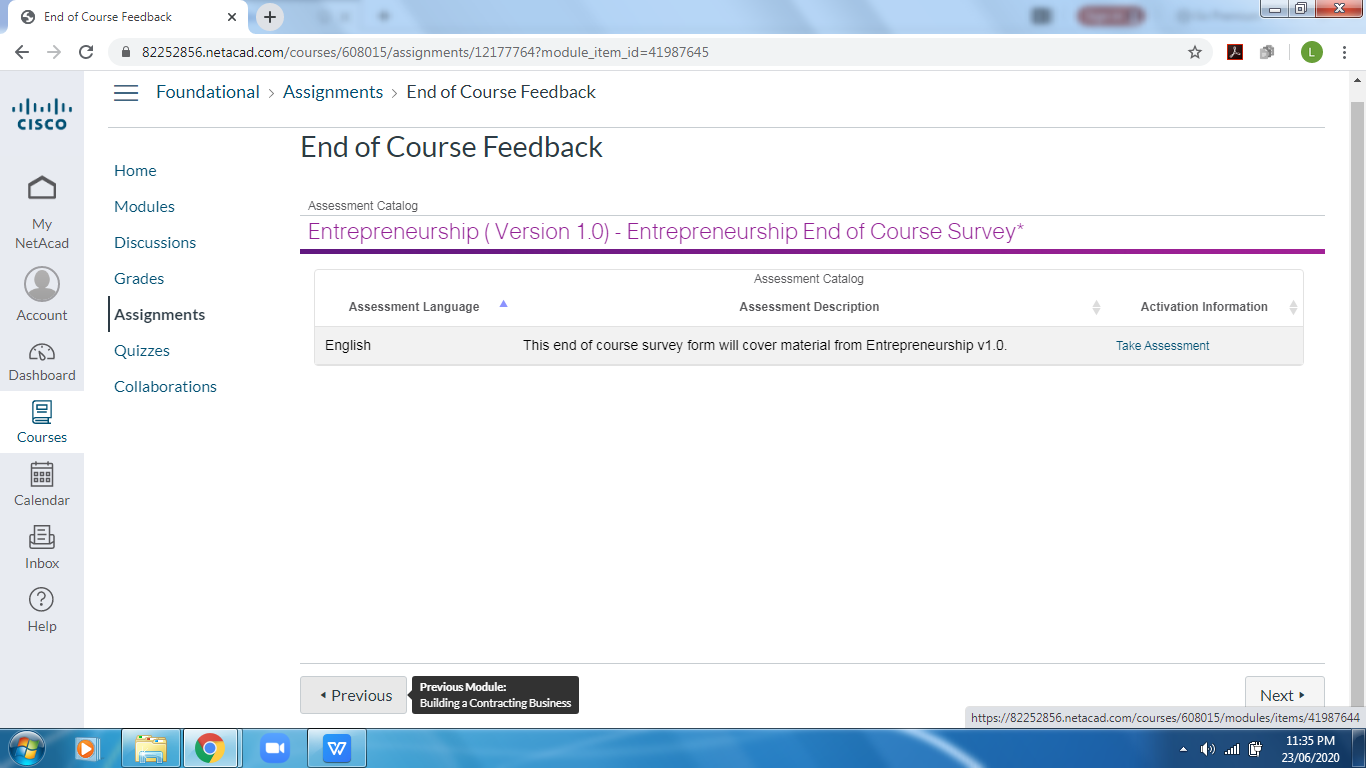 End of Course Feedback
82252856.netacad.com/courses/608015/assignments/12177764?module_item_id=41987645
L
CISCO
Foundational > Assignments > End of Course Feedback
End of Course Feedback
My
NetAcad
Account
Dashboard
Courses
Calendar
Inbox
Help
Home
Modules
Discussions
Grades
Assignments
Quizzes
Collaborations
Assessment Catalog
Entrepreneurship ( Version 1.0) - Entrepreneurship End of Course Survey*
Assessment Catalog
Assessment Language Assessment Description Activation Information
English This end of course survey form will cover material from Entrepreneurship v1.0. Take Assessment
Previous
Previous Module:
Building a Contracting Business
Next
https://82252856.netacad.com/courses/608015/modules/items/41987644
W
11:35 PM
23/06/2020